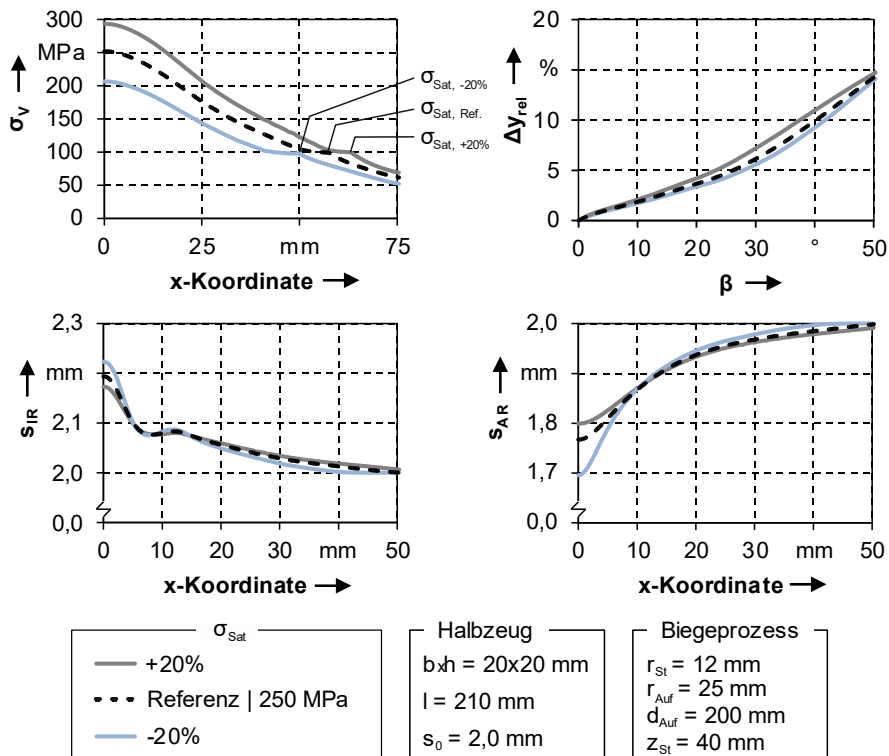 300
MPa
200
150
100
50
0
σV
0 25 mm 75
x-Koordinate
σSat, -20%
σSat, Ref.
σSat, +20%
20
%
10
5
0
Δyrel
0 10 20 30 ° 50
β
2,3
mm
2,1
2,0
0,0
sIR
0 10 20 30 mm 50
x-Koordinate
2,0
mm
1,8
1,7
0,0
sAR
0 10 20 30 mm 50
x-Koordinate
σSat
+20%
Referenz | 250 MPa
-20%
Halbzeug
bxh = 20x20 mm
l = 210 mm
s0 = 2,0 mm
Biegeprozess
rSt = 12 mm
rAuf = 25 mm
dAuf = 200 mm
zSt = 40 mm